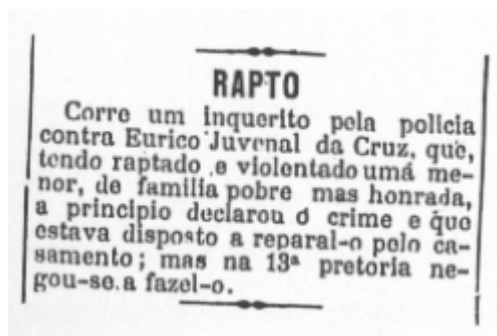 RAPTO
Corre um inquerito pela policia
contra Eurico Juvenal da Cruz, que,
tendo raptado e violentado uma me-
nor, de familia pobre mas honrada,
a principio declarou o crime e que
estava disposto a reparal-o pelo ca-
samento; mas na 13ª pretoria ne-
gou-se a fazel-o.